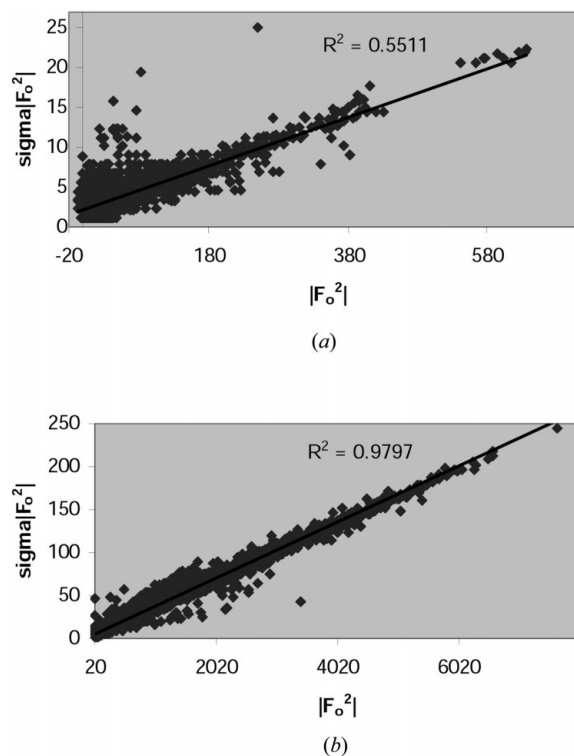 25
R² = 0.5511
20
15
10
5
0
sigma|Fₒ²|
-20 180 380 580
|Fₒ²|
(a)
250
R² = 0.9797
200
150
100
50
0
sigma|Fₒ²|
20 2020 4020 6020
|Fₒ²|
(b)